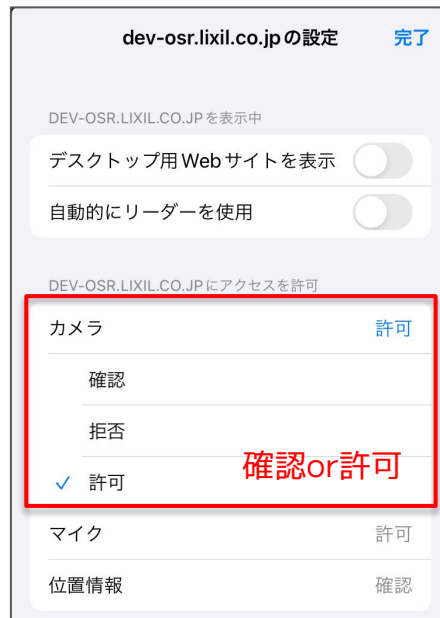 dev-osr.lixil.co.jpの設定 完了
DEV-OSR.LIXIL.CO.JPを表示中
デスクトップ用Webサイトを表示
自動的にリーダーを使用
DEV-OSR.LIXIL.CO.JPにアクセスを許可
カメラ 許可
確認
拒否
確認or許可
✓ 許可
マイク 許可
位置情報 確認